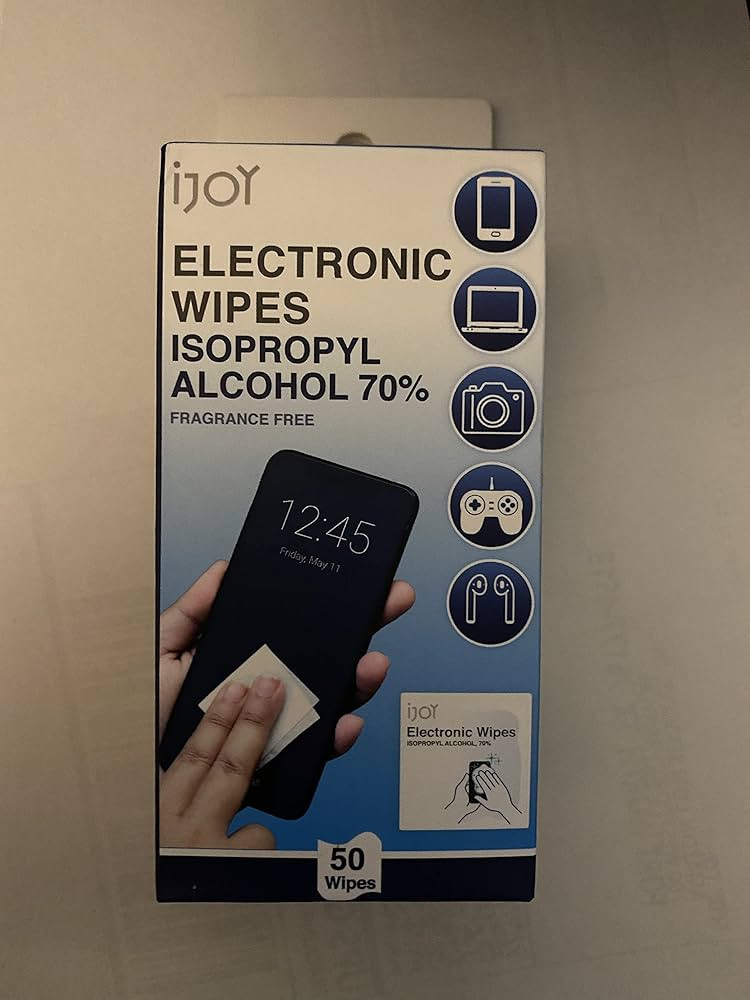 iJOY
ELECTRONIC
WIPES
ISOPROPYL
ALCOHOL 70%
FRAGRANCE FREE
12:45
Friday, May 11
iJOY
Electronic Wipes
ISOPROPYL ALCOHOL, 70%
50
Wipes